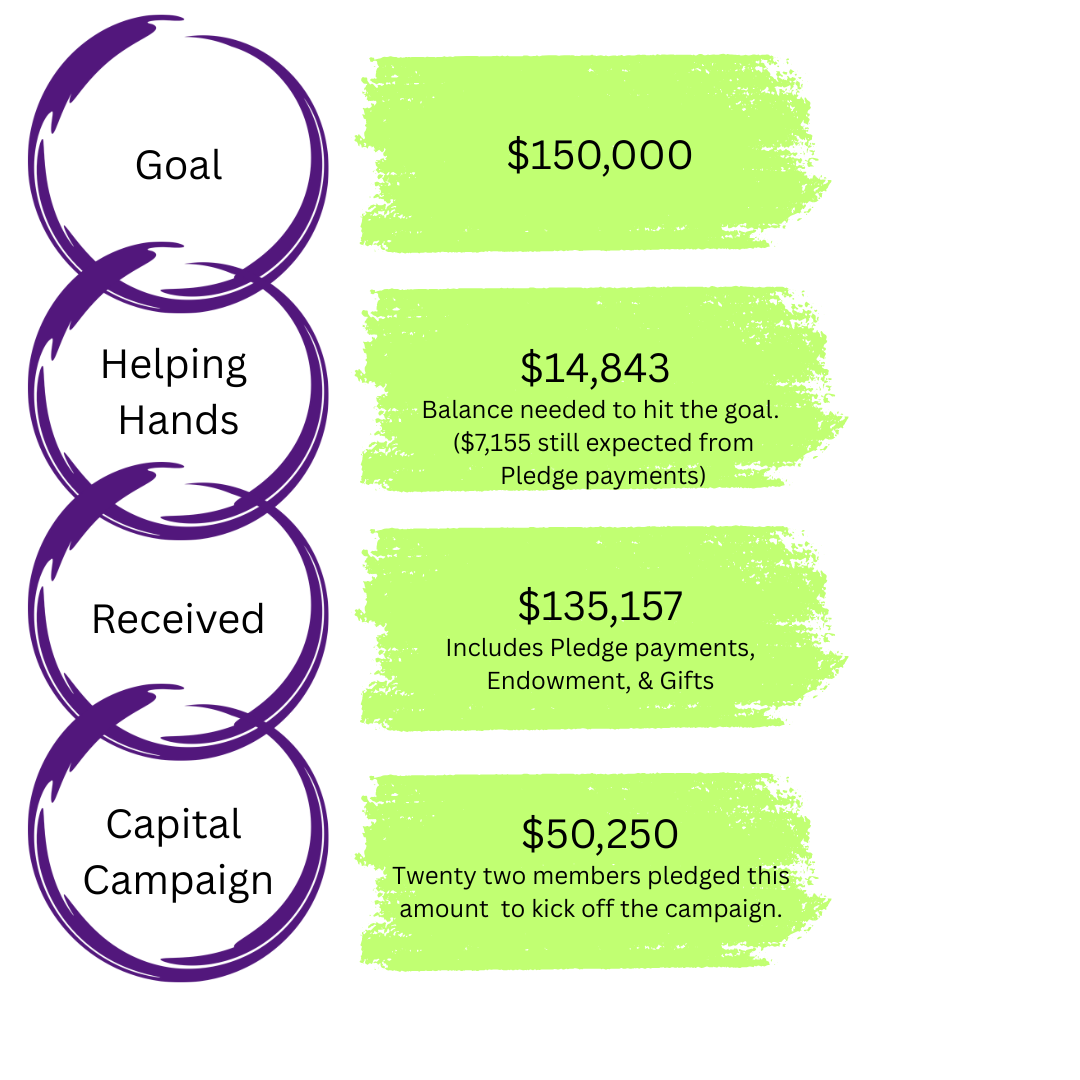 Goal
$150,000
Helping
Hands
$14,843
Balance needed to hit the goal.
($7,155 still expected from
Pledge payments)
Received
$135,157
Includes Pledge payments,
Endowment, & Gifts
Capital
Campaign
$50,250
Twenty two members pledged this
amount  to kick off the campaign.